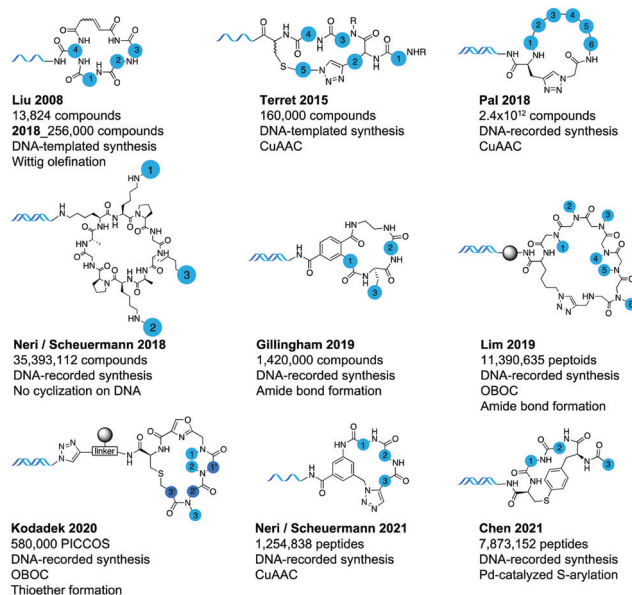 Liu 2008
13,824 compounds
2018_256,000 compounds
DNA-templated synthesis
Wittig olefination
Terret 2015
160,000 compounds
DNA-templated synthesis
CuAAC
Pal 2018
2.4x10¹² compounds
DNA-recorded synthesis
CuAAC
Neri / Scheuermann 2018
35,393,112 compounds
DNA-recorded synthesis
No cyclization on DNA
Gillingham 2019
1,420,000 compounds
DNA-recorded synthesis
Amide bond formation
Lim 2019
11,390,635 peptoids
DNA-recorded synthesis
OBOC
Amide bond formation
linker
Kodadek 2020
580,000 PICCOS
DNA-recorded synthesis
OBOC
Thioether formation
Neri / Scheuermann 2021
1,254,838 peptides
DNA-recorded synthesis
CuAAC
Chen 2021
7,873,152 peptides
DNA-recorded synthesis
Pd-catalyzed S-arylation